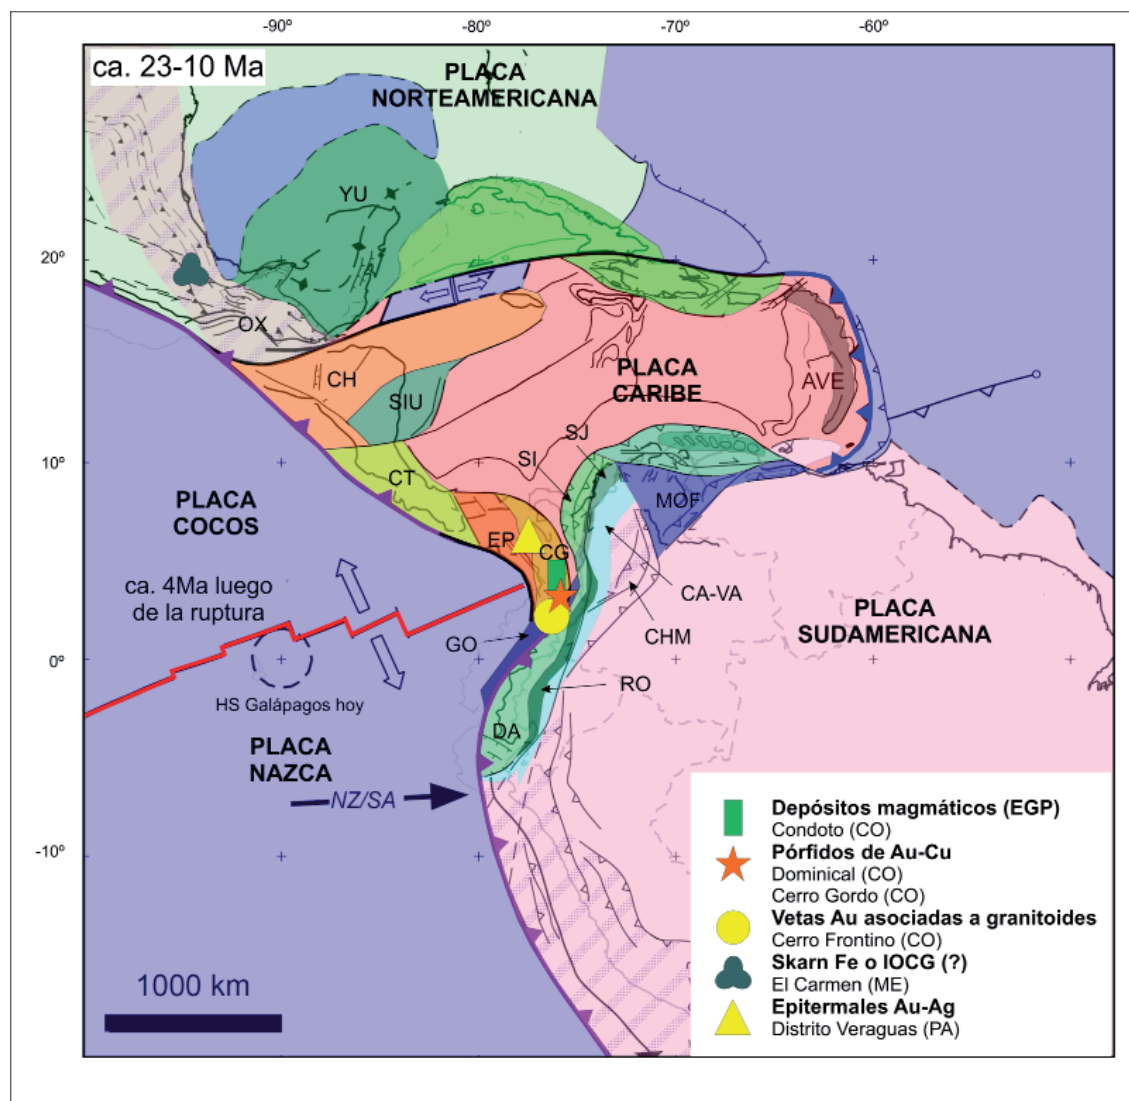 -90º
-80º
-70º
-60º
ca. 23-10 Ma
PLACA
NORTEAMERICANA
YU
20º
OX
CH
SIU
PLACA
CARIBE
AVE
SJ
SI
10º
CT
MOF
PLACA
COCOS
EP
CG
ca. 4Ma luego
de la ruptura
CA-VA
PLACA
SUDAMERICANA
GO
CHM
0º
RO
HS Galápagos hoy
DA
PLACA
NAZCA
NZ/SA
-10º
1000 km
Depósitos magmáticos (EGP)
Condoto (CO)
Pórfidos de Au-Cu
Dominical (CO)
Cerro Gordo (CO)
Vetas Au asociadas a granitoides
Cerro Frontino (CO)
Skarn Fe o IOCG (?)
El Carmen (ME)
Epitermales Au-Ag
Distrito Veraguas (PA)